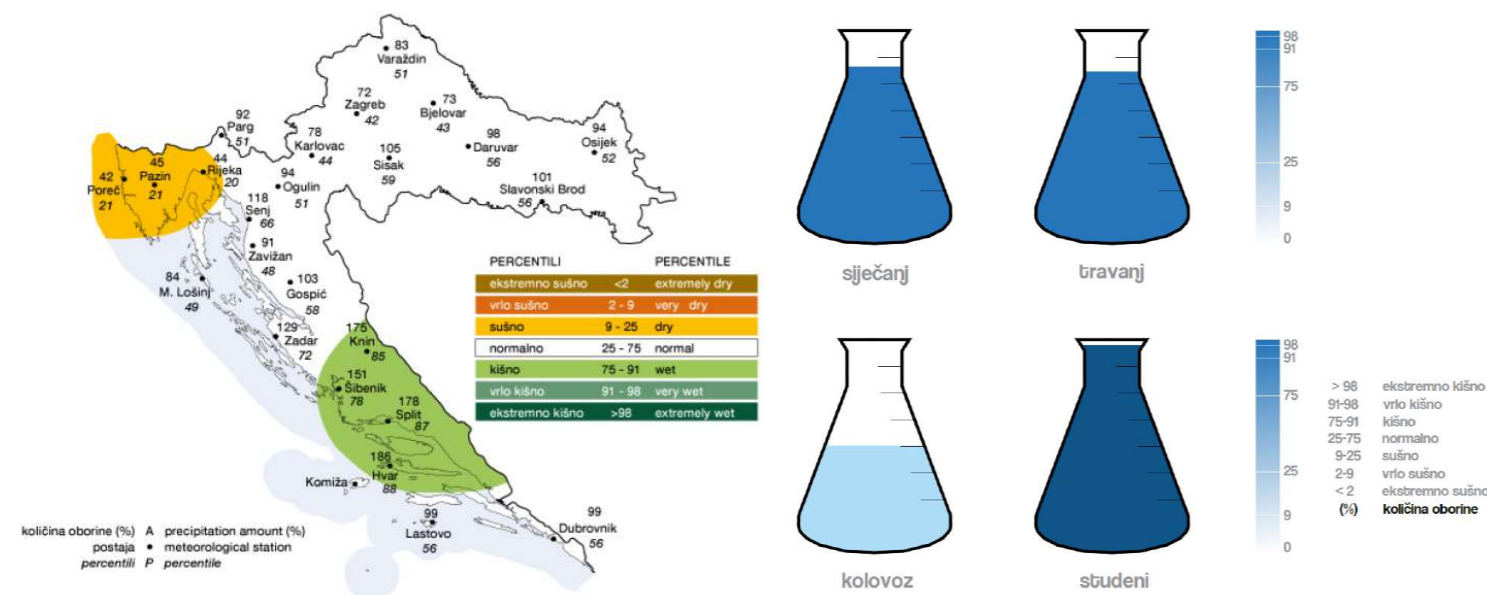 83
Varaždin
51
72
Zagreb
42
73
Bjelovar
43
92
Parg
51
78
Karlovac
44
105
Sisak
59
98
Daruvar
56
94
Osijek
52
45
Pazin
21
44
Rijeka
20
42
Poreč
21
94
Ogulin
51
101
Slavonski Brod
56
118
Senj
66
91
Zavižan
48
84
M. Lošinj
49
103
Gospić
58
129
Zadar
72
175
Knin
85
151
Šibenik
78
178
Split
87
186
Hvar
88
Komiža
99
Lastovo
56
99
Dubrovnik
56
PERCENTILI PERCENTILE
ekstremno sušno <2 extremely dry
vrlo sušno 2 - 9 very dry
sušno 9 - 25 dry
normalno 25 - 75 normal
kišno 75 - 91 wet
vrlo kišno 91 - 98 very wet
ekstremno kišno >98 extremely wet
količina oborine (%) A precipitation amount (%)
postaja • meteorological station
percentili P percentile
siječanj
travanj
98
91
75
25
9
0
kolovoz
studeni
98
91
75
25
9
0
> 98 ekstremno kišno
91-98 vrlo kišno
75-91 kišno
25-75 normalno
9-25 sušno
2-9 vrlo sušno
< 2 ekstremno sušno
(%) količina oborine